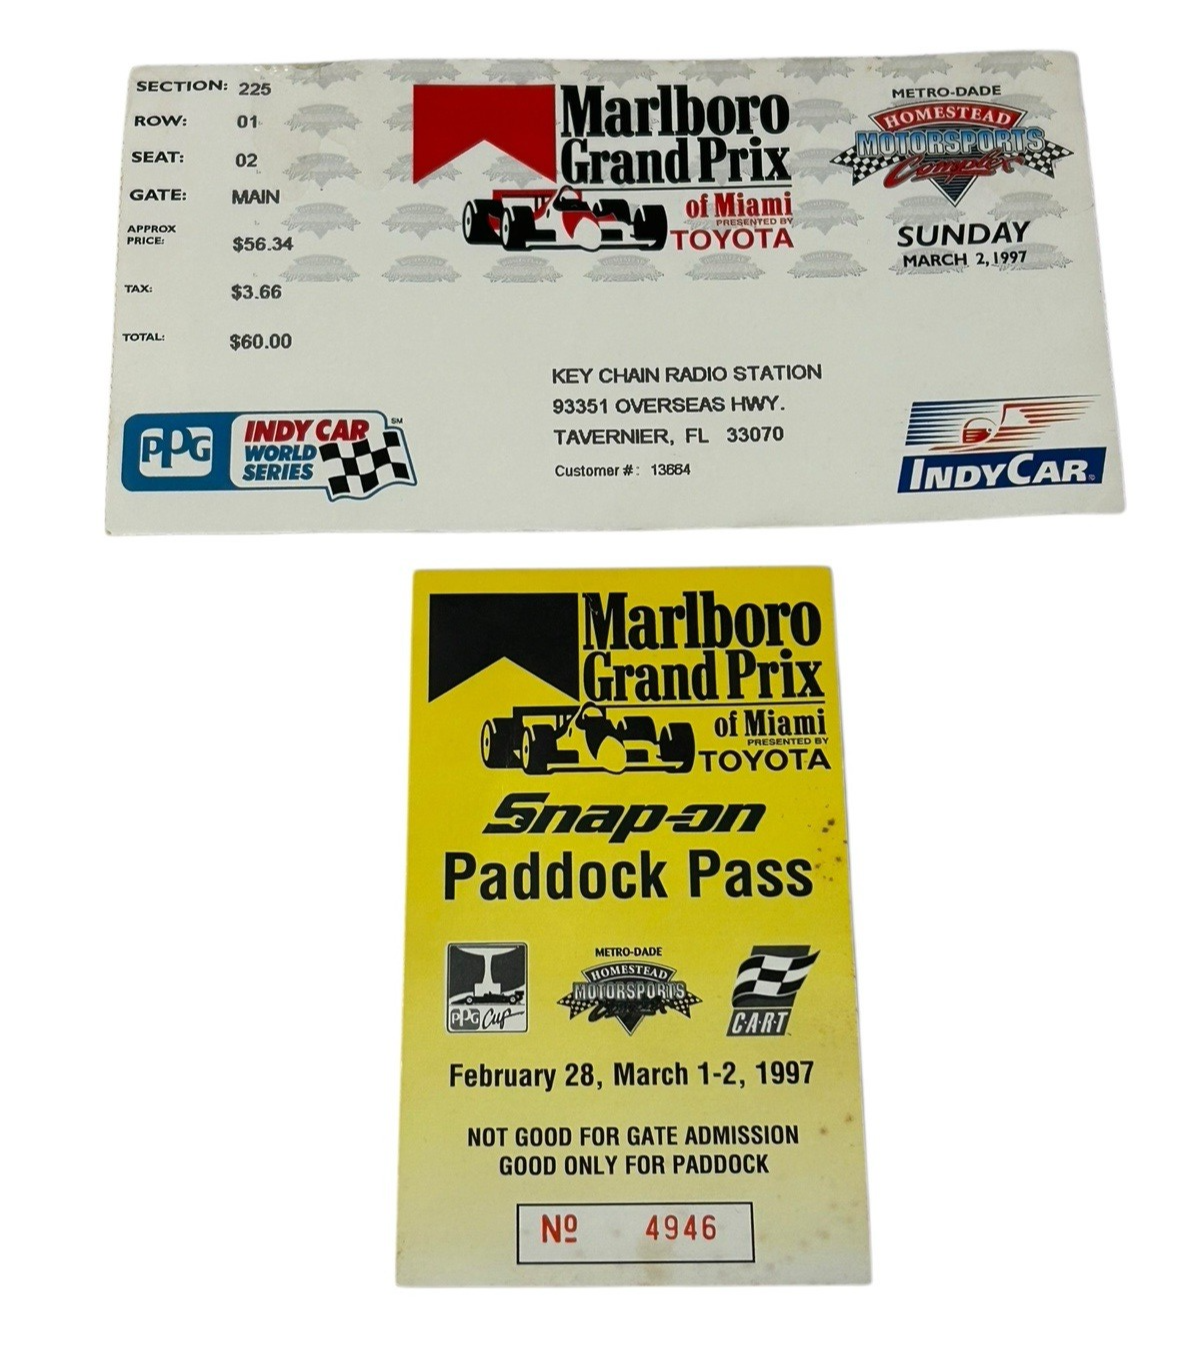 SECTION: 225
ROW: 01
SEAT: 02
GATE: MAIN
APPROX
PRICE: $56.34
TAX: $3.66
TOTAL: $60.00
Marlboro
Grand Prix
of Miami
PRESENTED BY
TOYOTA
METRO-DADE
HOMESTEAD
MOTORSPORTS
Complex
SUNDAY
MARCH 2, 1997
KEY CHAIN RADIO STATION
93351 OVERSEAS HWY.
TAVERNIER, FL 33070
Customer #: 13664
PPG
INDY CAR
WORLD
SERIES
SM
INDYCAR
Marlboro
Grand Prix
of Miami
PRESENTED BY
TOYOTA
Snap-on
Paddock Pass
PPG Cup
METRO-DADE
HOMESTEAD
MOTORSPORTS
Complex
CART
February 28, March 1-2, 1997
NOT GOOD FOR GATE ADMISSION
GOOD ONLY FOR PADDOCK
Nº 4946